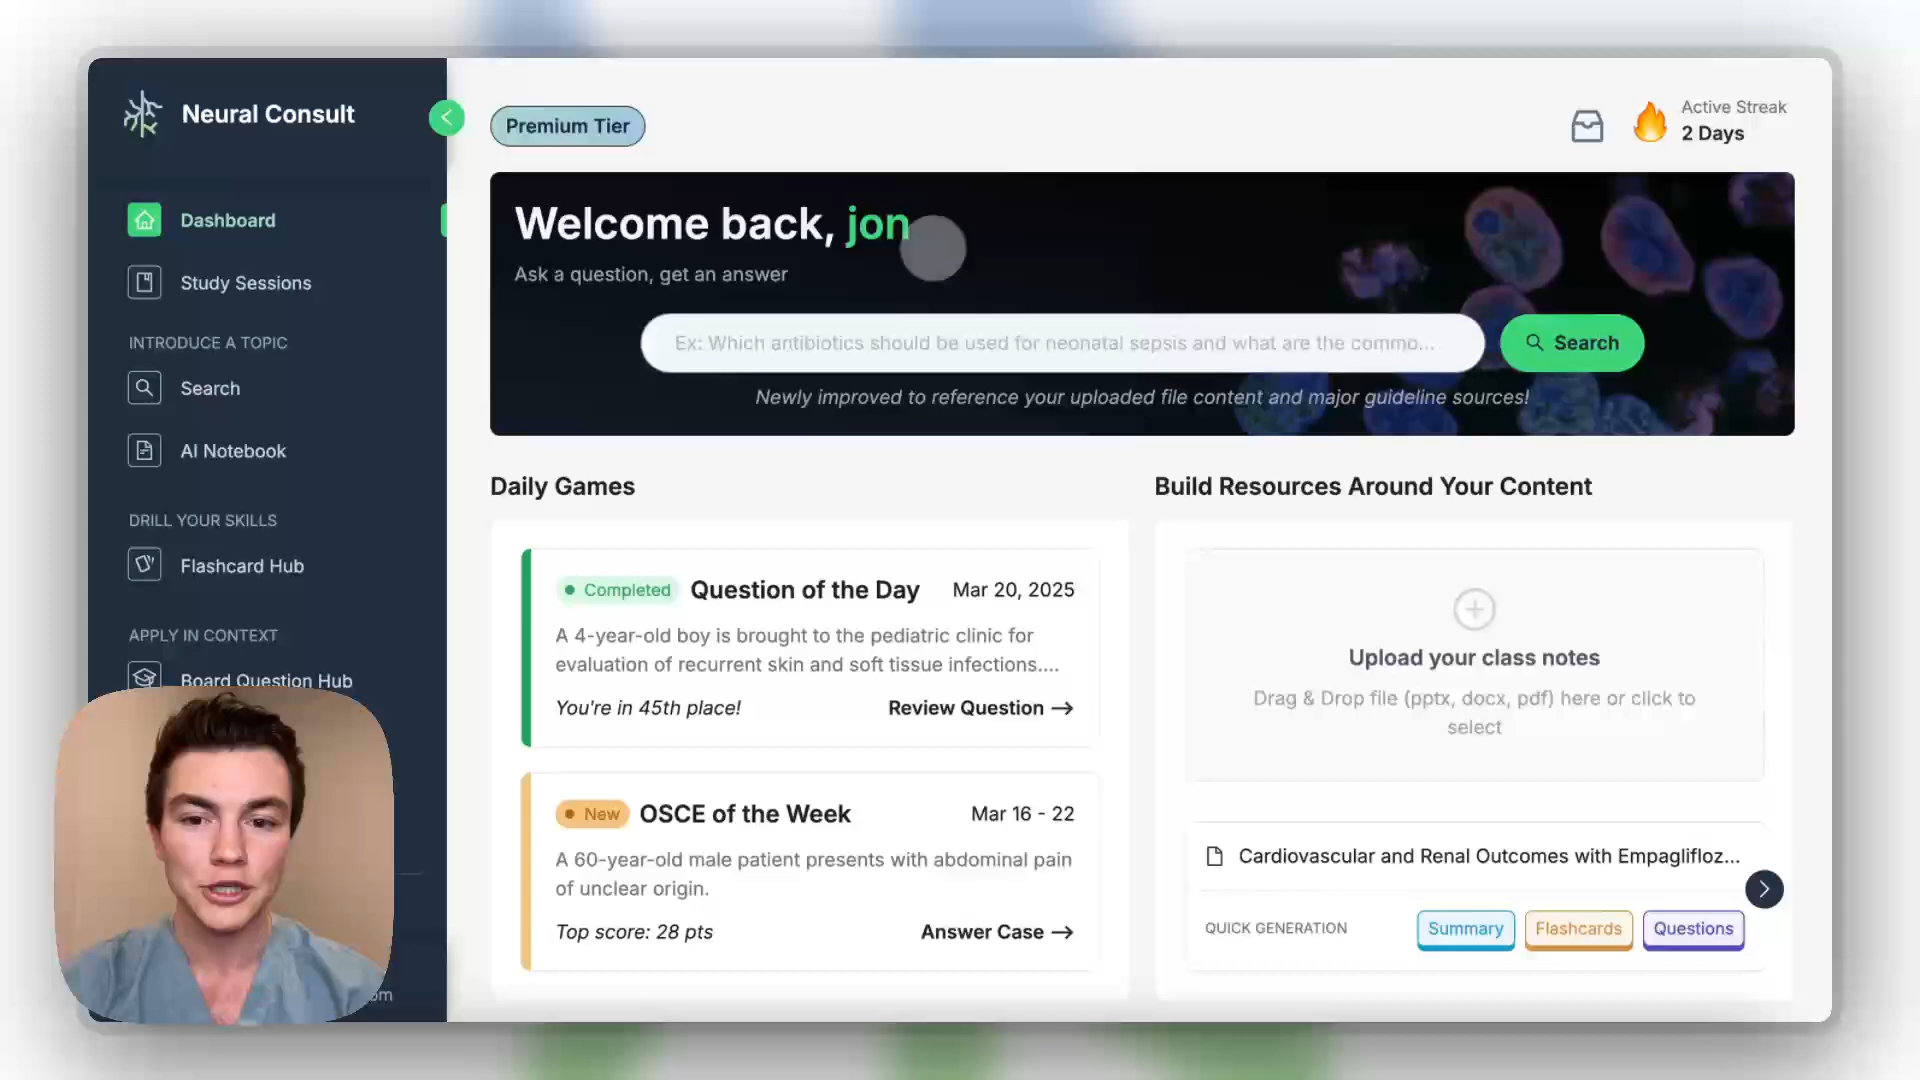 Neural Consult
Dashboard
Study Sessions
INTRODUCE A TOPIC
Search
AI Notebook
DRILL YOUR SKILLS
Flashcard Hub
APPLY IN CONTEXT
Board Question Hub
om
Premium Tier
Active Streak
2 Days
Welcome back, jon
Ask a question, get an answer
Ex: Which antibiotics should be used for neonatal sepsis and what are the commo...
Search
Newly improved to reference your uploaded file content and major guideline sources!
Daily Games
Completed
Question of the Day
Mar 20, 2025
A 4-year-old boy is brought to the pediatric clinic for
evaluation of recurrent skin and soft tissue infections....
You're in 45th place!
Review Question →
New
OSCE of the Week
Mar 16 - 22
A 60-year-old male patient presents with abdominal pain
of unclear origin.
Top score: 28 pts
Answer Case →
Build Resources Around Your Content
Upload your class notes
Drag & Drop file (pptx, docx, pdf) here or click to
select
Cardiovascular and Renal Outcomes with Empaglifloz...
QUICK GENERATION
Summary
Flashcards
Questions